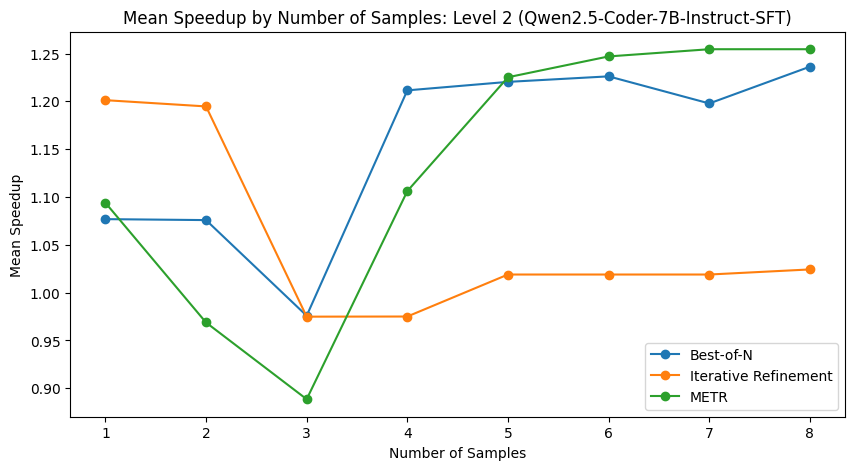 Mean Speedup by Number of Samples: Level 2 (Qwen2.5-Coder-7B-Instruct-SFT)
Mean Speedup
1.25
1.20
1.15
1.10
1.05
1.00
0.95
0.90
Best-of-N
Iterative Refinement
METR
1 2 3 4 5 6 7 8
Number of Samples